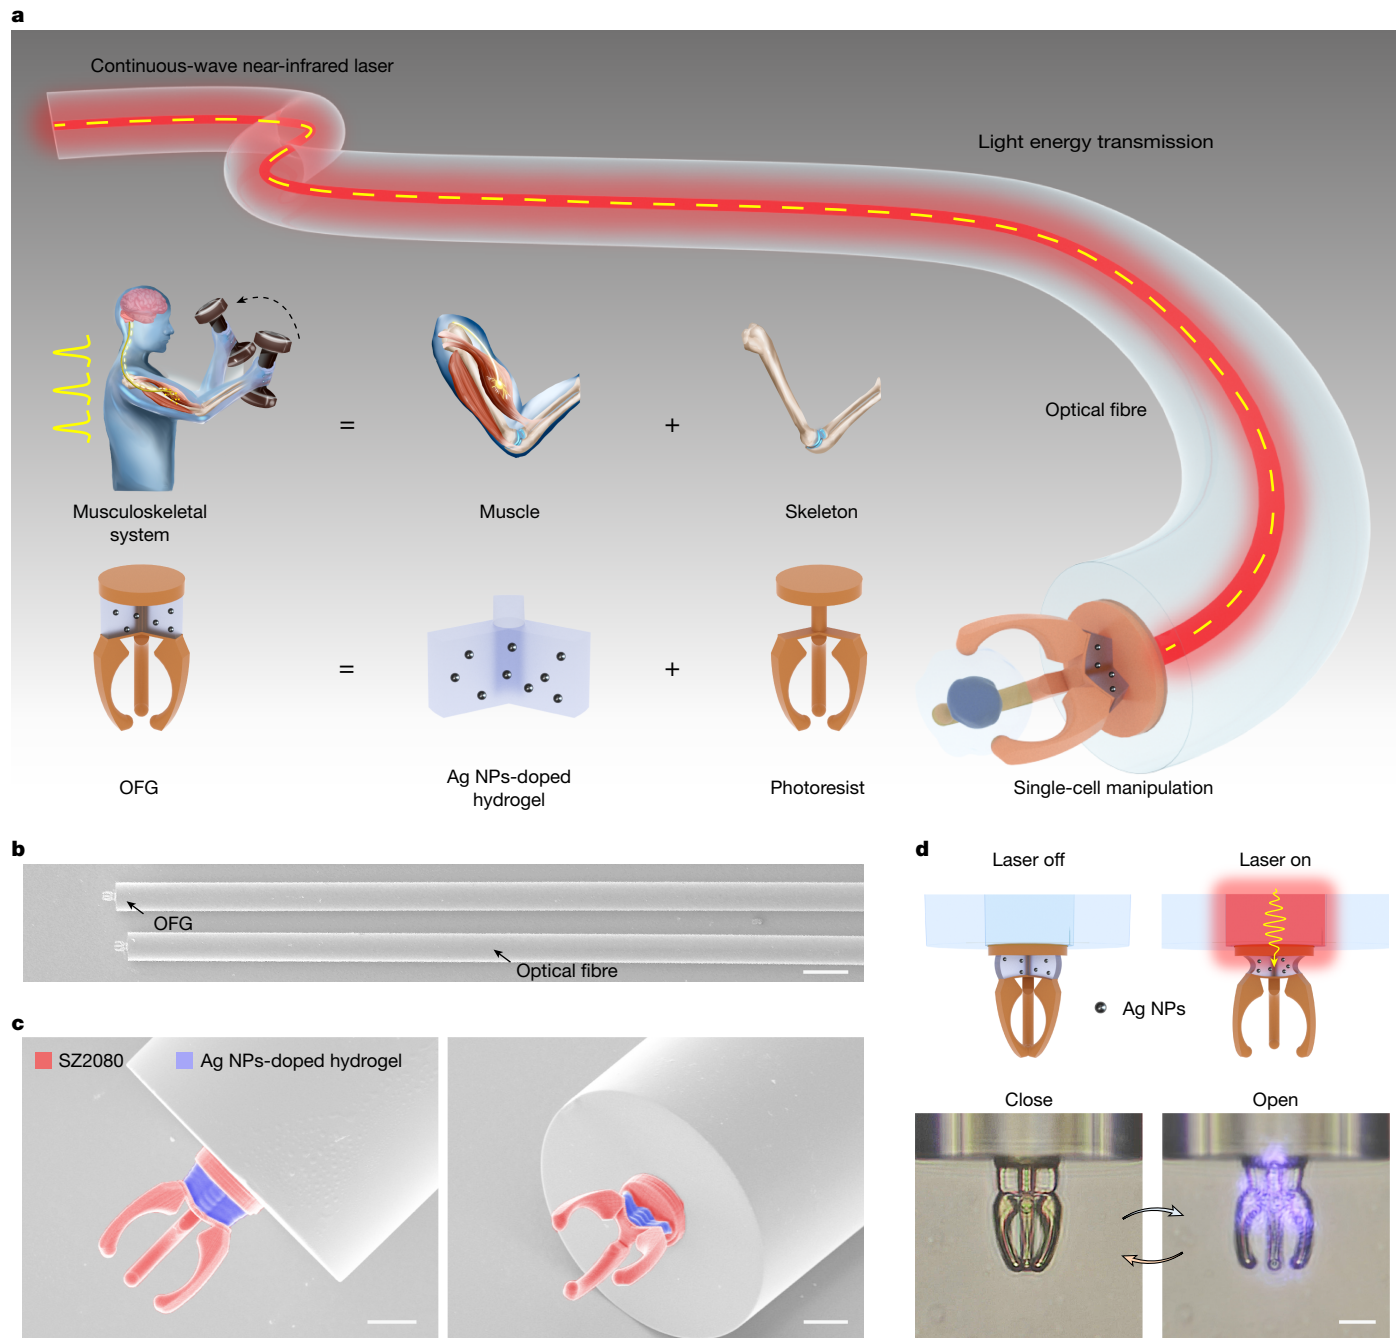 a
Continuous-wave near-infrared laser
Light energy transmission
Optical fibre
=
+
Musculoskeletal
system
Muscle
Skeleton
=
+
OFG
Ag NPs-doped
hydrogel
Photoresist
Single-cell manipulation
b
OFG
Optical fibre
c
SZ2080
Ag NPs-doped hydrogel
d
Laser off
Laser on
Ag NPs
Close
Open